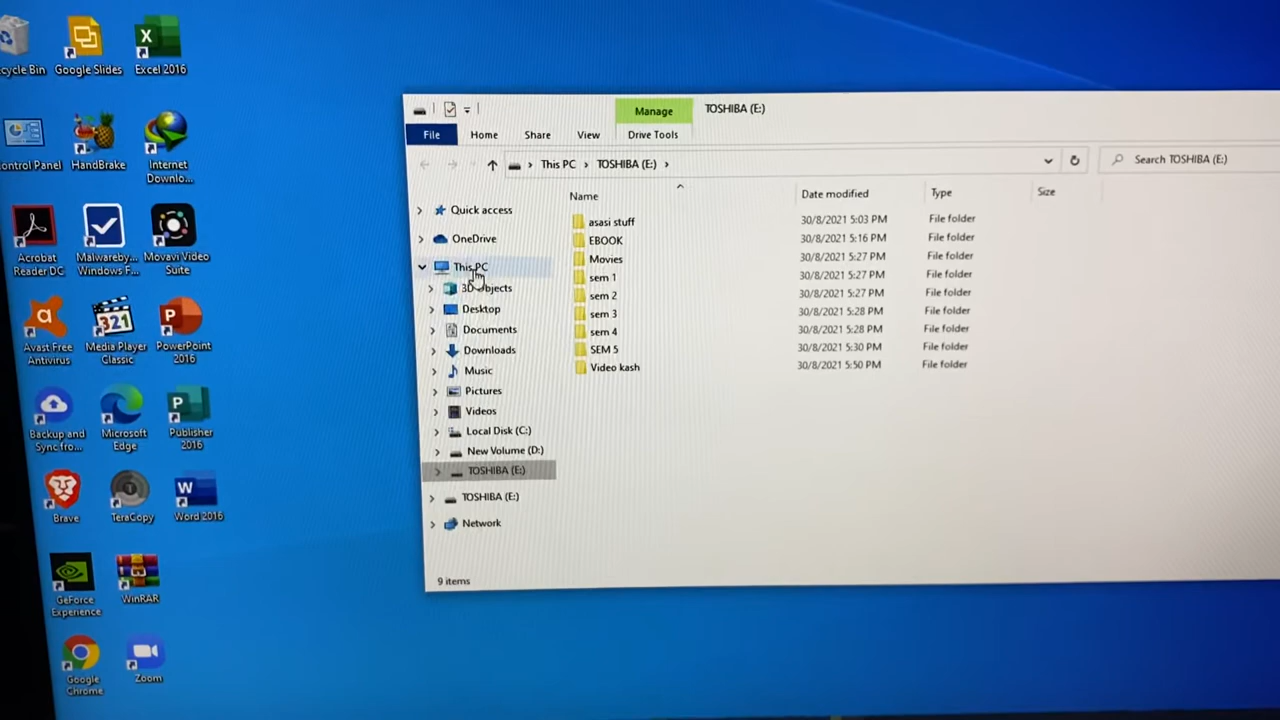 cycle Bin
Google Slides
Excel 2016
ontrol Panel
HandBrake
Internet
Downlo...
Acrobat
Reader DC
Malwareby...
Windows F...
Movavi Video
Suite
Avast Free
Antivirus
Media Player
Classic
PowerPoint
2016
Backup and
Sync fro...
Microsoft
Edge
Publisher
2016
Brave
TeraCopy
Word 2016
GeForce
Experience
WinRAR
Google
Chrome
Zoom
Manage
TOSHIBA (E:)
File
Home
Share
View
Drive Tools
This PC
TOSHIBA (E:)
Search TOSHIBA (E:)
Quick access
OneDrive
This PC
3D Objects
Desktop
Documents
Downloads
Music
Pictures
Videos
Local Disk (C:)
New Volume (D:)
TOSHIBA (E:)
TOSHIBA (E:)
Network
Name Date modified Type Size
asasi stuff 30/8/2021 5:03 PM File folder
EBOOK 30/8/2021 5:16 PM File folder
Movies 30/8/2021 5:27 PM File folder
sem 1 30/8/2021 5:27 PM File folder
sem 2 30/8/2021 5:27 PM File folder
sem 3 30/8/2021 5:28 PM File folder
sem 4 30/8/2021 5:28 PM File folder
SEM 5 30/8/2021 5:30 PM File folder
Video kash 30/8/2021 5:50 PM File folder
9 items